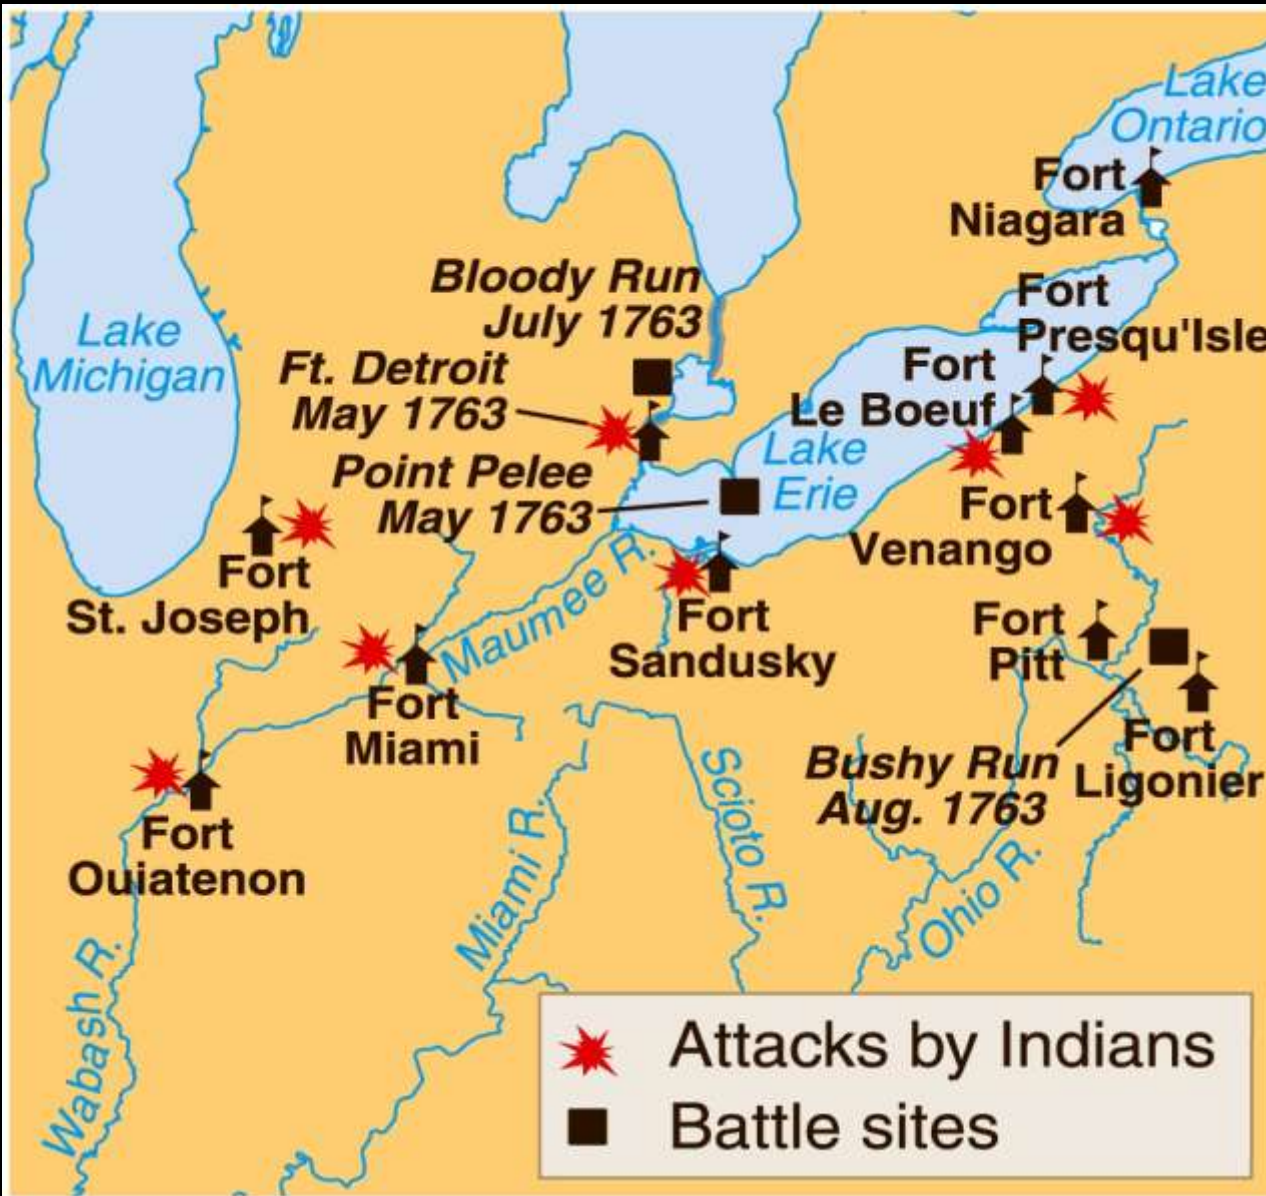 Lake
Ontario
Fort
Niagara
Bloody Run
July 1763
Fort
Presqu'Isle
Lake
Michigan
Ft. Detroit
May 1763
Fort
Le Boeuf
Point Pelee
May 1763
Lake
Erie
Fort
Venango
Fort
St. Joseph
Maumee R.
Fort
Sandusky
Fort
Pitt
Fort
Miami
Fort
Ligonier
Bushy Run
Aug. 1763
Fort
Ouiatenon
Scioto R.
Miami R.
Ohio R.
Wabash R.
Attacks by Indians
Battle sites